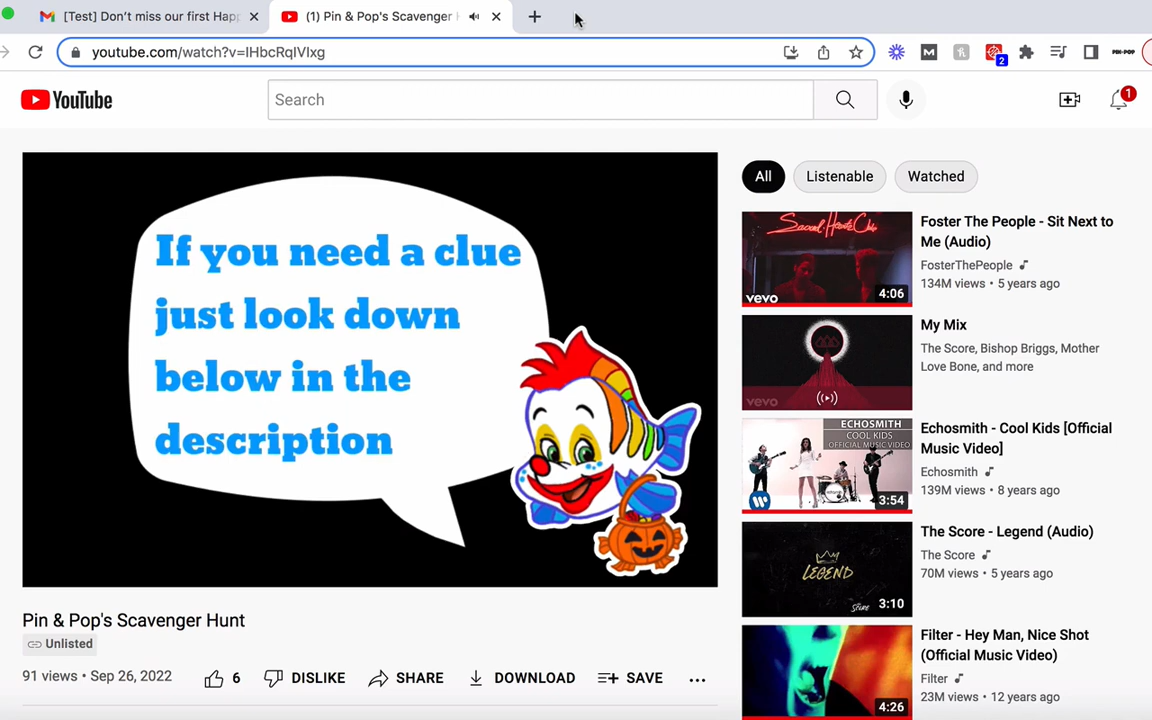 [Test] Don't miss our first Hap
(1) Pin & Pop's Scavenger H
youtube.com/watch?v=IHbcRqIVIxg
2
PIN-POP
YouTube
Search
1
If you need a clue
just look down
below in the
description
Pin & Pop's Scavenger Hunt
Unlisted
91 views • Sep 26, 2022
6
DISLIKE
SHARE
DOWNLOAD
SAVE
All
Listenable
Watched
vevo
4:06
Foster The People - Sit Next to
Me (Audio)
FosterThePeople
134M views • 5 years ago
vevo
My Mix
The Score, Bishop Briggs, Mother
Love Bone, and more
ECHOSMITH
COOL KIDS
OFFICIAL MUSIC VIDEO
3:54
Echosmith - Cool Kids [Official
Music Video]
Echosmith
139M views • 8 years ago
LEGEND
3:10
The Score - Legend (Audio)
The Score
70M views • 5 years ago
4:26
Filter - Hey Man, Nice Shot
(Official Music Video)
Filter
23M views • 12 years ago